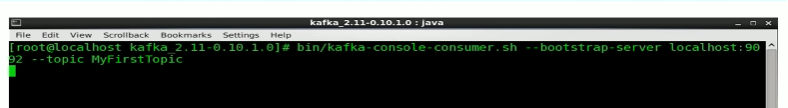 kafka_2.11-0.10.1.0 : java
File Edit View Scrollback Bookmarks Settings Help
[root@localhost kafka_2.11-0.10.1.0]# bin/kafka-console-consumer.sh --bootstrap-server localhost:90
92 --topic MyFirstTopic